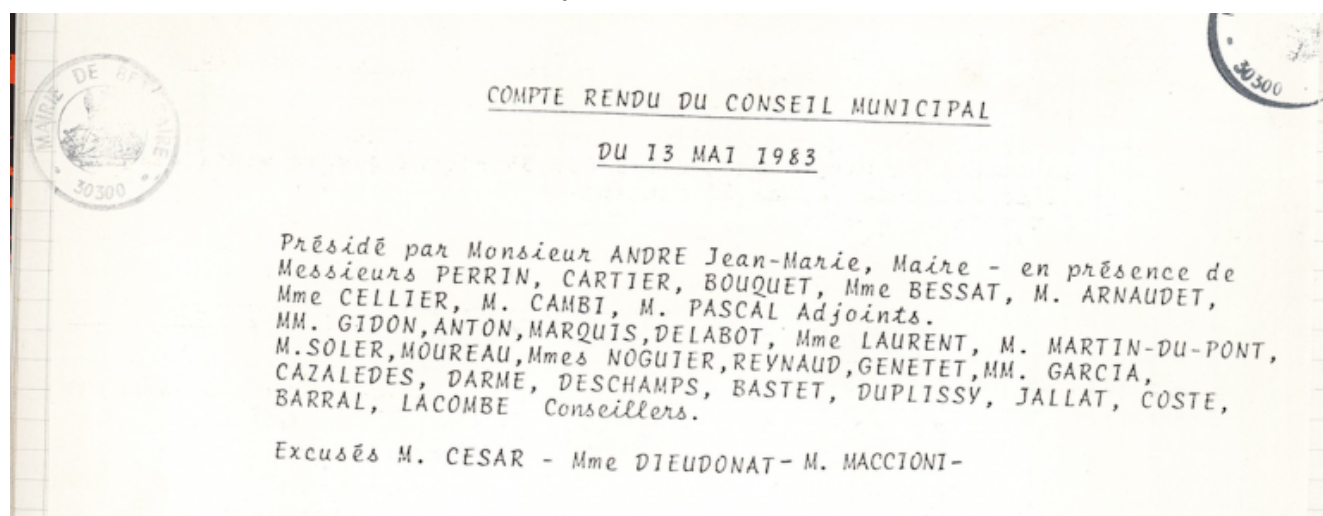 MAIRIE DE
30300
30300
COMPTE RENDU DU CONSEIL MUNICIPAL
DU 13 MAI 1983
Présidé par Monsieur ANDRE Jean-Marie, Maire - en présence de
Messieurs PERRIN, CARTIER, BOUQUET, Mme BESSAT, M. ARNAUDET,
Mme CELLIER, M. CAMBI, M. PASCAL Adjoints.
MM. GIDON,ANTON,MARQUIS,DELABOT, Mme LAURENT, M. MARTIN-DU-PONT,
M.SOLER,MOUREAU,Mmes NOGUIER,REYNAUD,GENETET,MM. GARCIA,
CAZALEDES, DARME, DESCHAMPS, BASTET, DUPLISSY, JALLAT, COSTE,
BARRAL, LACOMBE Conseillers.
Excusés M. CESAR - Mme DIEUDONAT- M. MACCIONI-